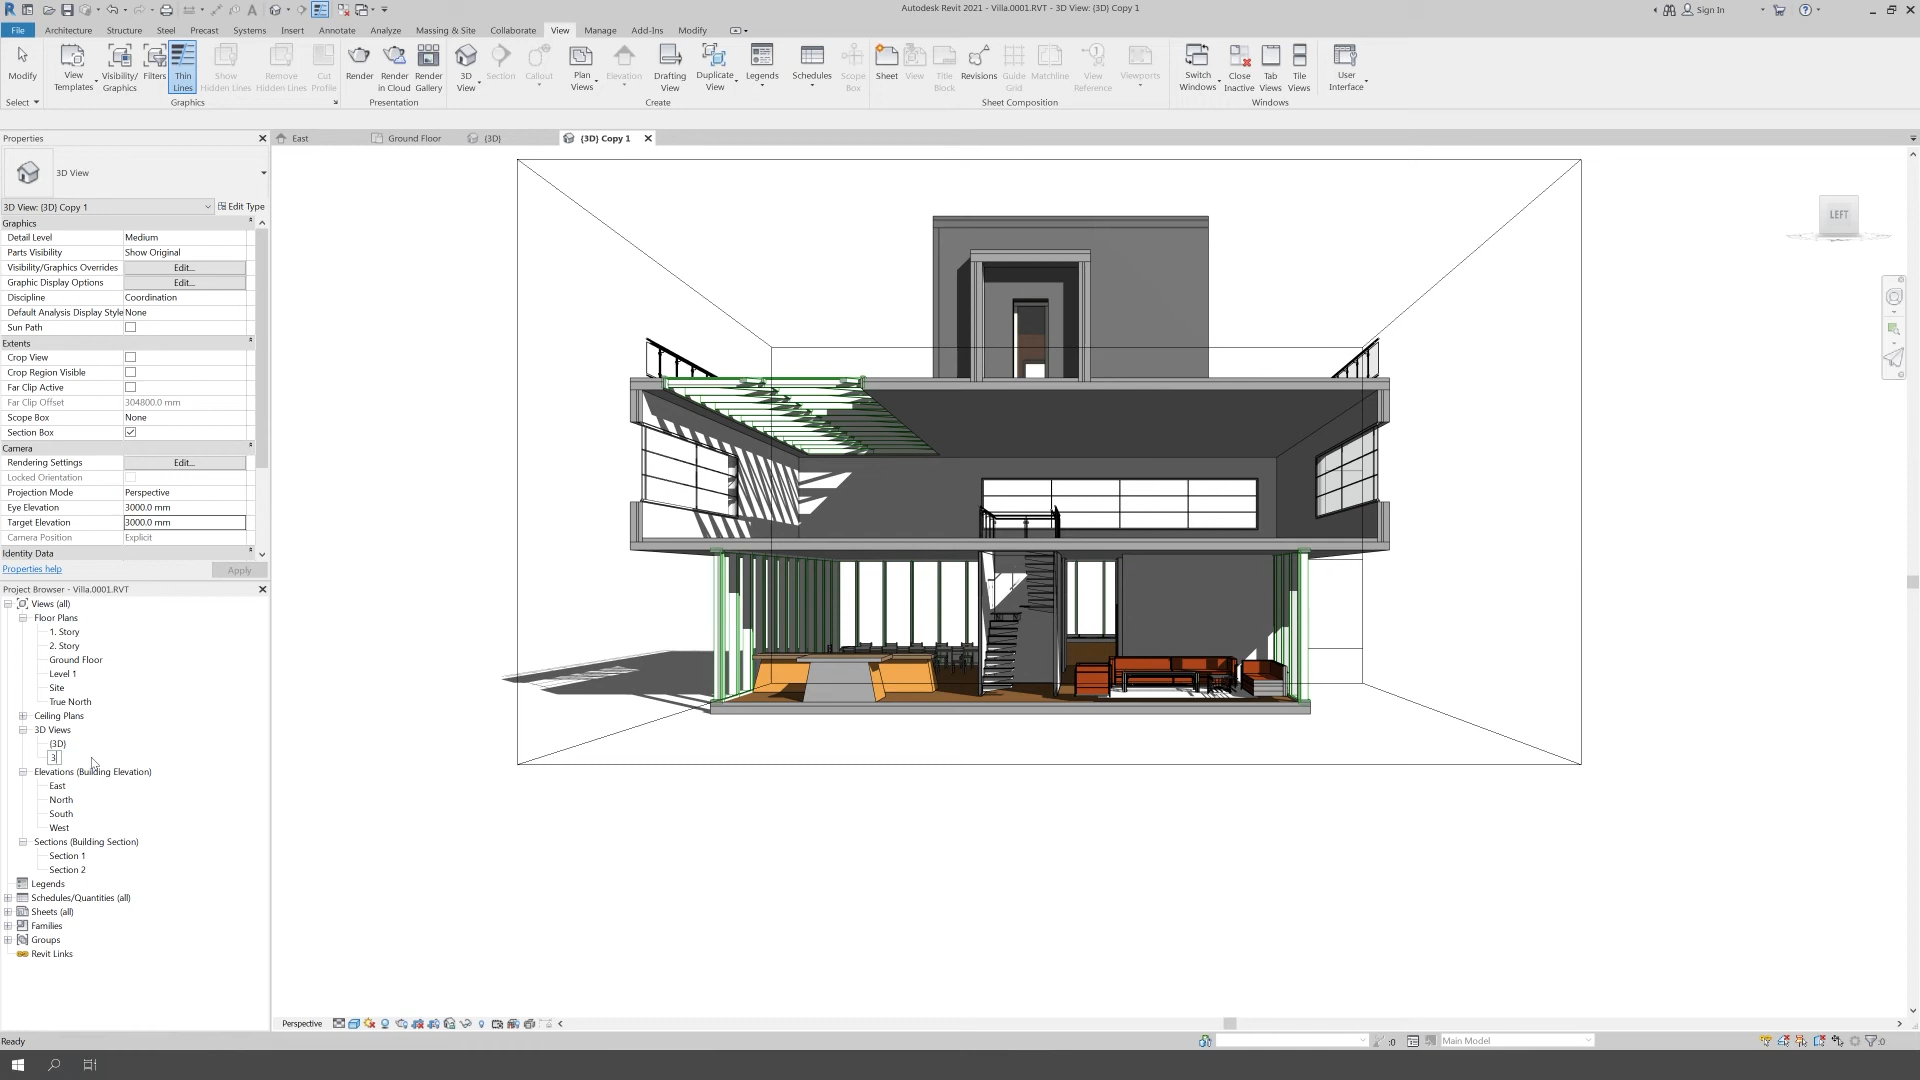 Autodesk Revit 2021 - Villa.0001.RVT - 3D View: {3D} Copy 1
Sign In
File
Architecture
Structure
Steel
Precast
Systems
Insert
Annotate
Analyze
Massing & Site
Collaborate
View
Manage
Add-Ins
Modify
Modify
View
Templates
Visibility/
Graphics
Filters
Thin
Lines
Show
Hidden Lines
Remove
Hidden Lines
Cut
Profile
Render
Render
in Cloud
Render
Gallery
3D
View
Section
Callout
Plan
Views
Elevation
Drafting
View
Duplicate
View
Legends
Schedules
Scope
Box
Sheet
View
Title
Block
Revisions
Guide
Grid
Matchline
View
Reference
Viewports
Switch
Windows
Close
Inactive
Tab
Views
Tile
Views
User
Interface
Select
Graphics
Presentation
Create
Sheet Composition
Windows
Properties
East
Ground Floor
{3D}
{3D} Copy 1
3D View
3D View: {3D} Copy 1
Edit Type
Graphics
Detail Level Medium
Parts Visibility Show Original
Visibility/Graphics Overrides Edit...
Graphic Display Options Edit...
Discipline Coordination
Default Analysis Display Style None
Sun Path
Extents
Crop View
Crop Region Visible
Far Clip Active
Far Clip Offset 304800.0 mm
Scope Box None
Section Box
Camera
Rendering Settings Edit...
Locked Orientation
Projection Mode Perspective
Eye Elevation 3000.0 mm
Target Elevation 3000.0 mm
Camera Position Explicit
Identity Data
Properties help
Apply
Project Browser - Villa.0001.RVT
Views (all)
Floor Plans
1. Story
2. Story
Ground Floor
Level 1
Site
True North
Ceiling Plans
3D Views
{3D}
3
Elevations (Building Elevation)
East
North
South
West
Sections (Building Section)
Section 1
Section 2
Legends
Schedules/Quantities (all)
Sheets (all)
Families
Groups
Revit Links
LEFT
Perspective
Ready
:0
Main Model
:0